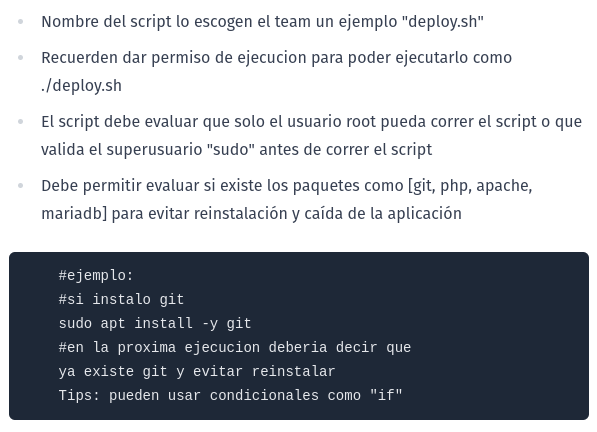 Nombre del script lo escogen el team un ejemplo "deploy.sh"
Recuerden dar permiso de ejecucion para poder ejecutarlo como
./deploy.sh
El script debe evaluar que solo el usuario root pueda correr el script o que
valida el superusuario "sudo" antes de correr el script
Debe permitir evaluar si existe los paquetes como [git, php, apache,
mariadb] para evitar reinstalación y caída de la aplicación
#ejemplo:
#si instalo git
sudo apt install -y git
#en la proxima ejecucion deberia decir que
ya existe git y evitar reinstalar
Tips: pueden usar condicionales como "if"